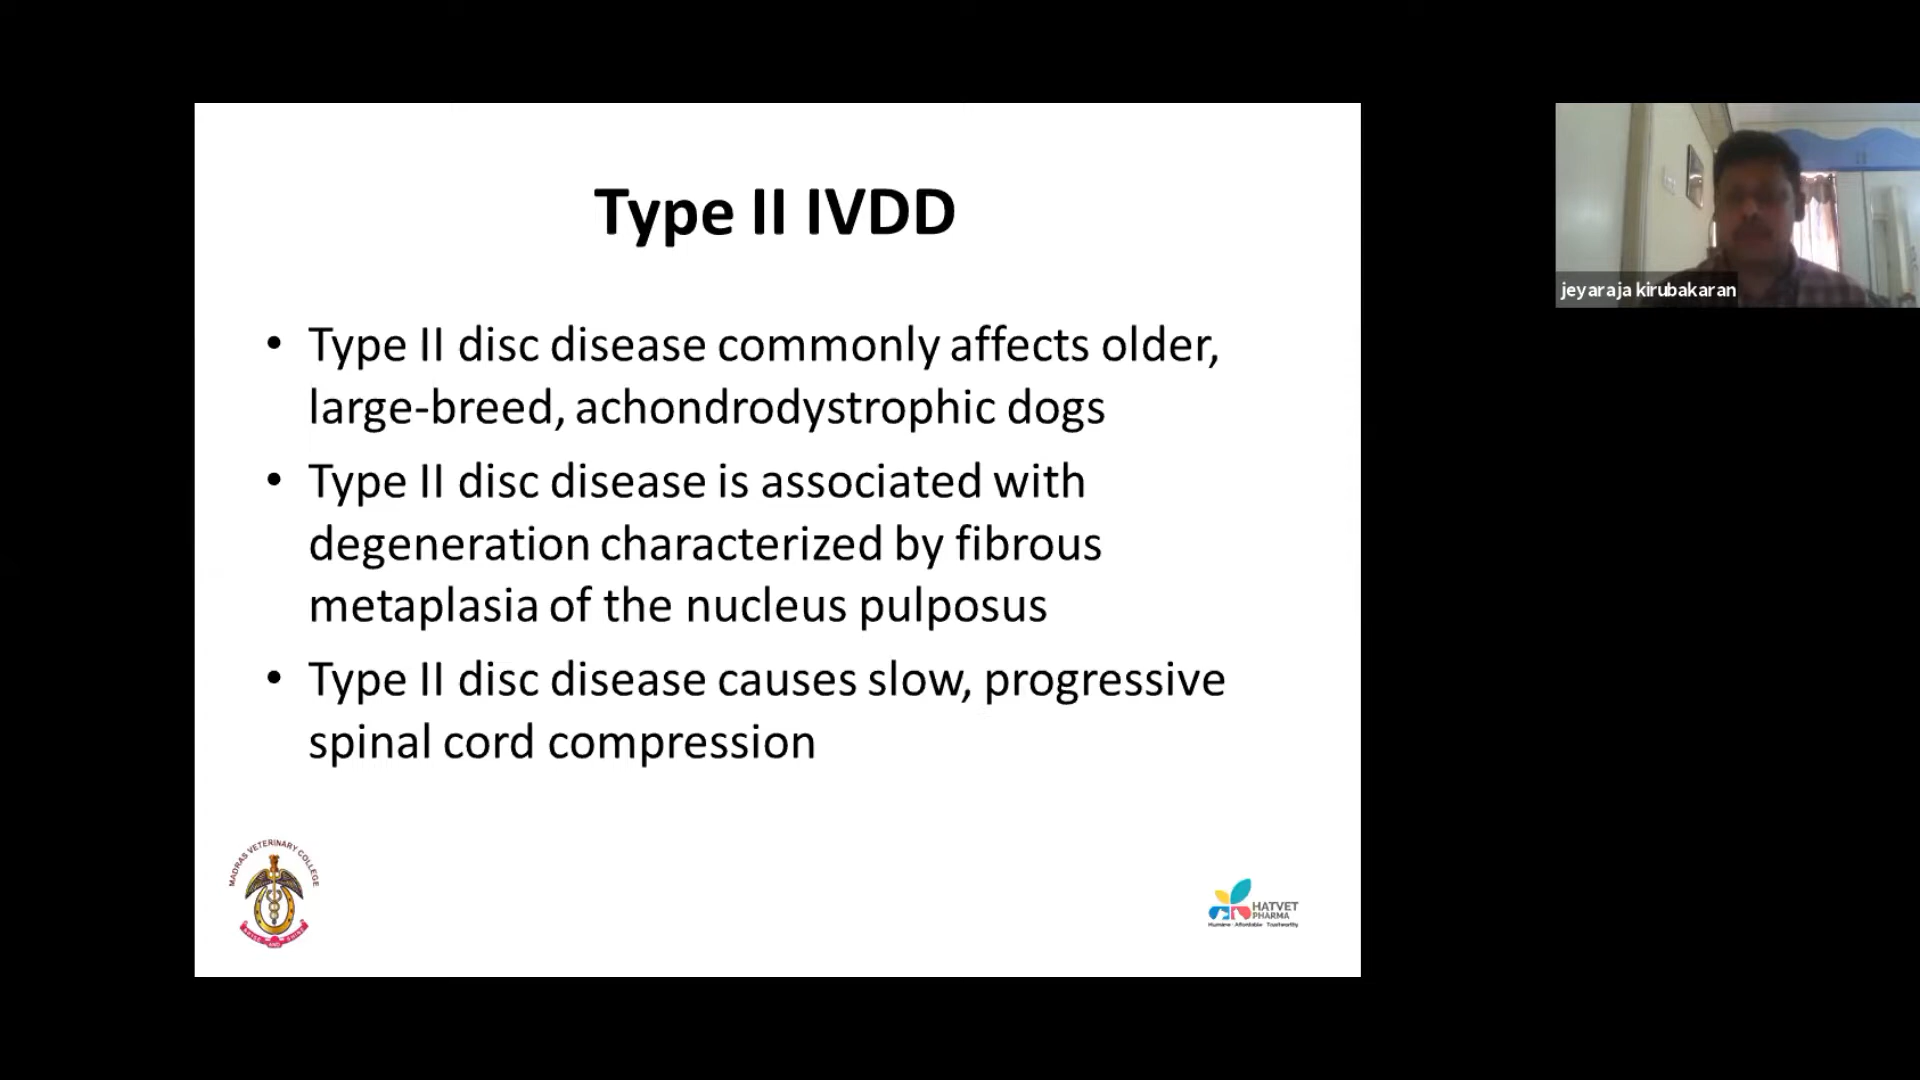 Type II IVDD
• Type II disc disease commonly affects older,
large-breed, achondrodystrophic dogs
• Type II disc disease is associated with
degeneration characterized by fibrous
metaplasia of the nucleus pulposus
• Type II disc disease causes slow, progressive
spinal cord compression
MADRAS VETERINARY COLLEGE
AND
HATVET
PHARMA
Humane · Affordable · Trustworthy
jeyaraja kirubakaran